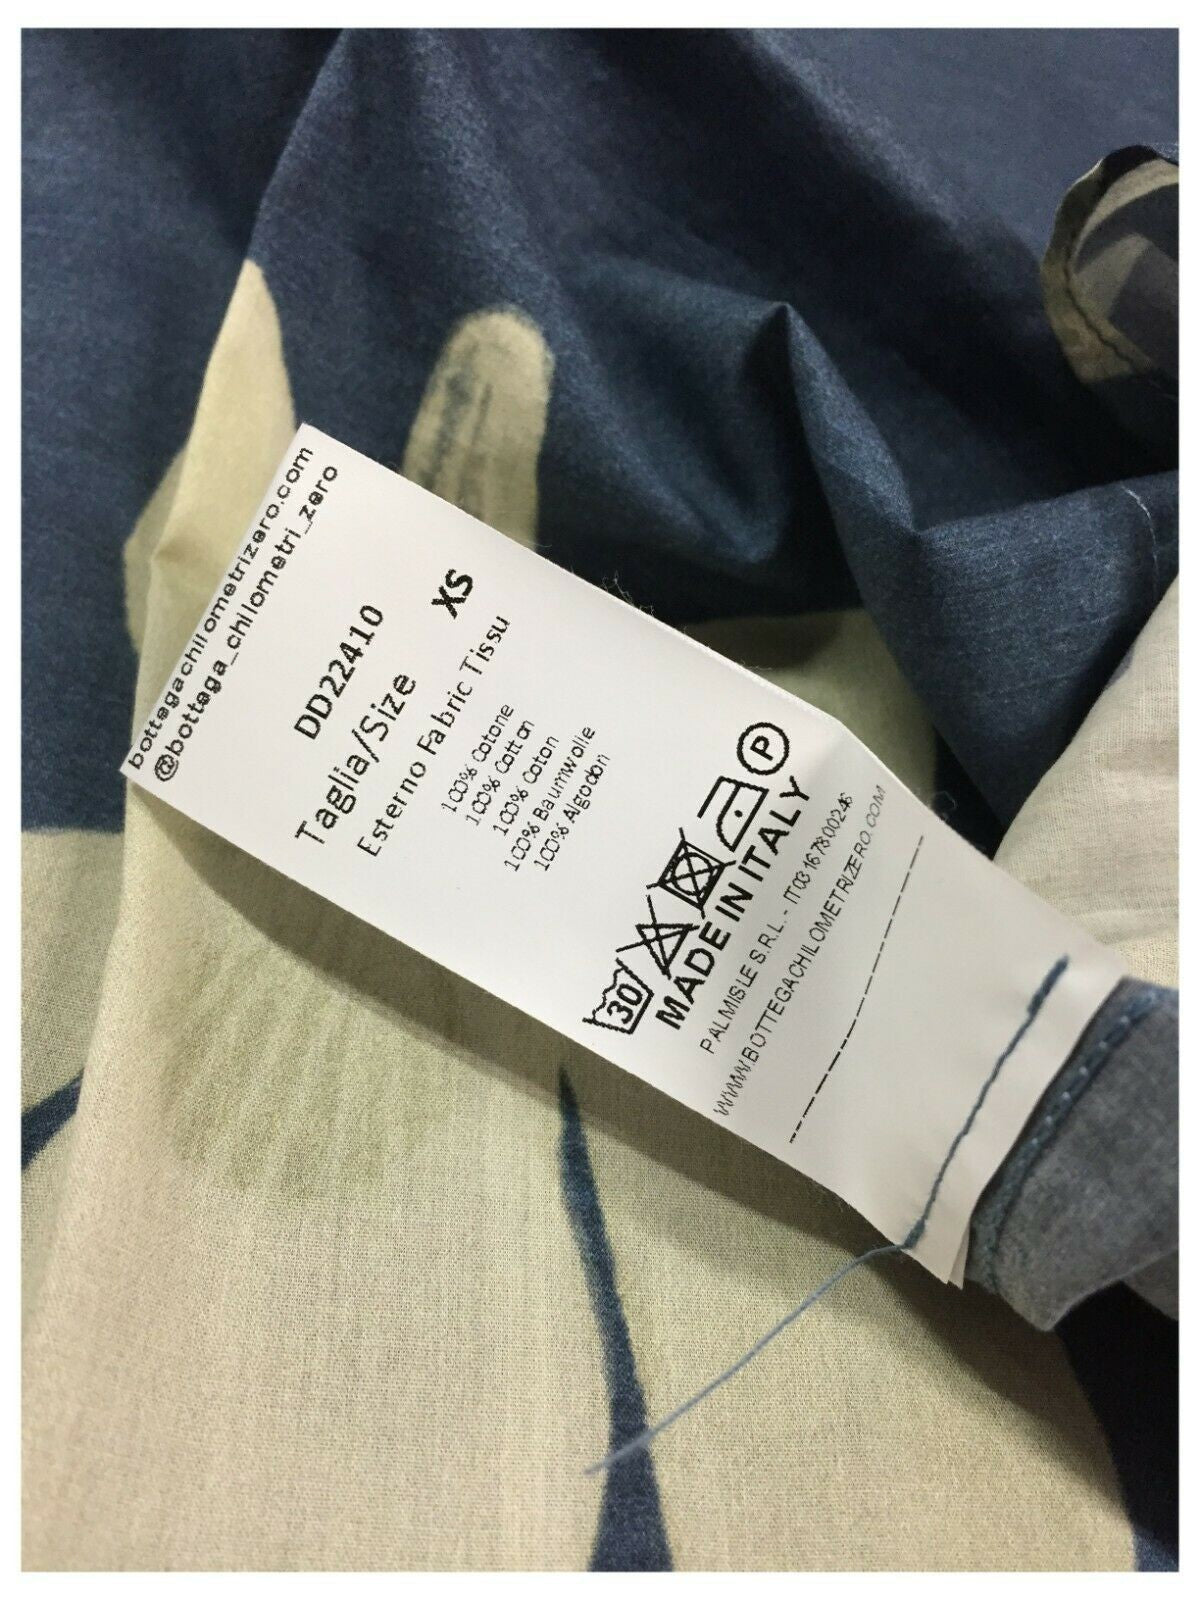 bottegachilometrizero.com
@bottega_chilometri_zero
DD22410
Taglia/Size XS
Esterno Fabric Tissu
100% Cotone
100% Cotton
100% Coton
100% Baumwolle
100% Algodon
30
P
MADE IN ITALY
PALMISLE S.R.L. - IT03167800246
WWW.BOTTEGACHILOMETRIZERO.COM